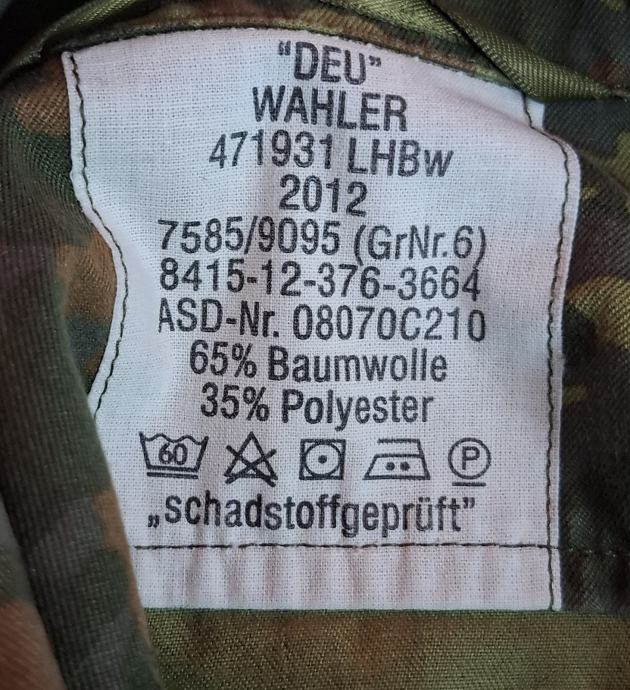 "DEU"
WAHLER
471931 LHBw
2012
7585/9095 (GrNr.6)
8415-12-376-3664
ASD-Nr. 08070C210
65% Baumwolle
35% Polyester
60 P
„schadstoffgeprüft”